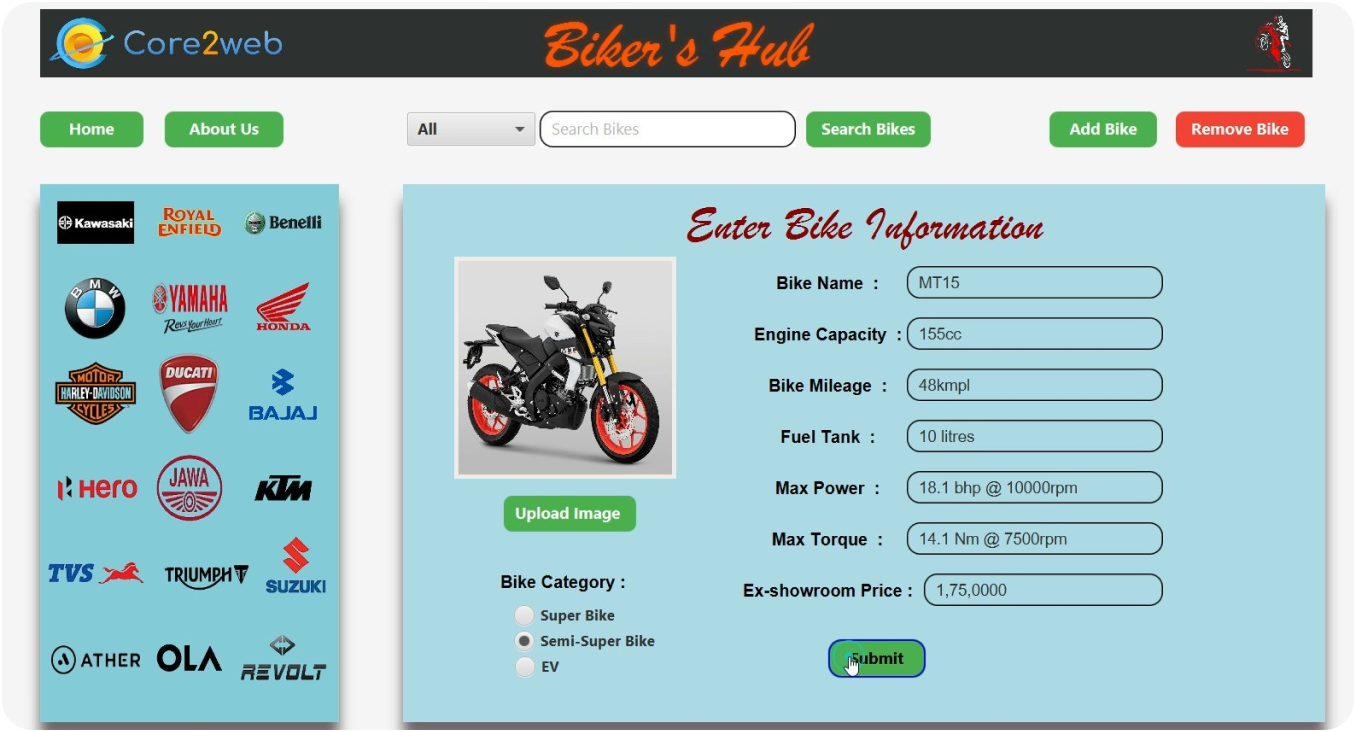 Core2web
Biker's Hub
Home
About Us
All
Search Bikes
Search Bikes
Add Bike
Remove Bike
Kawasaki
ROYAL
ENFIELD
Benelli
BMW
YAMAHA
Revs Your Heart
HONDA
MOTOR
HARLEY-DAVIDSON
CYCLES
DUCATI
BAJAJ
Hero
JAWA
KTM
TVS
TRIUMPH
SUZUKI
ATHER
OLA
REVOLT
Enter Bike Information
MT
Upload Image
Bike Category :
Super Bike
Semi-Super Bike
EV
Bike Name : MT15
Engine Capacity : 155cc
Bike Mileage : 48kmpl
Fuel Tank : 10 litres
Max Power : 18.1 bhp @ 10000rpm
Max Torque : 14.1 Nm @ 7500rpm
Ex-showroom Price : 1,75,0000
Submit